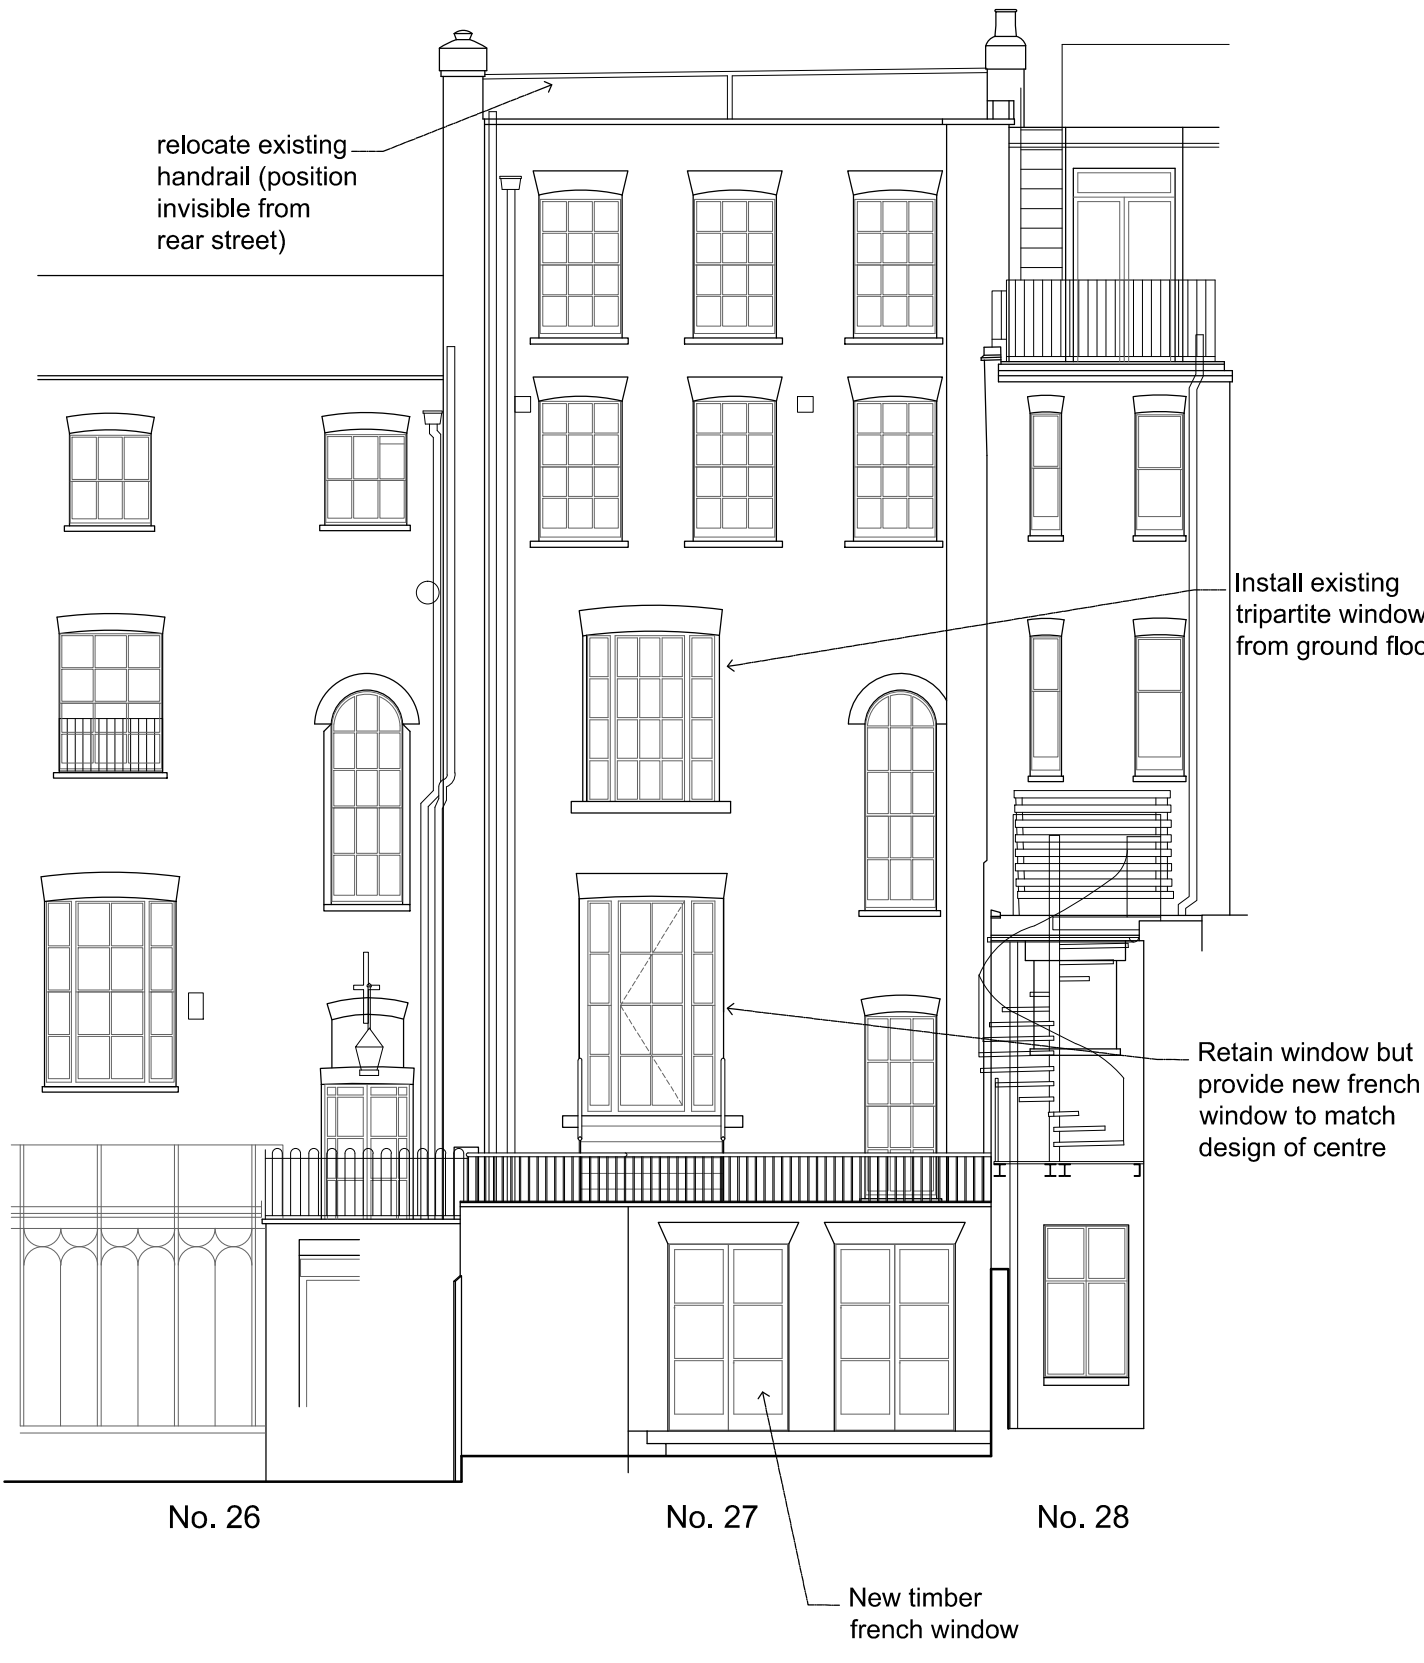 relocate existing
handrail (position
invisible from
rear street)
Install existing
tripartite window
from ground
Retain window but
provide new french
window to match
design of centre
No. 26
No. 27
No. 28
New timber
french window